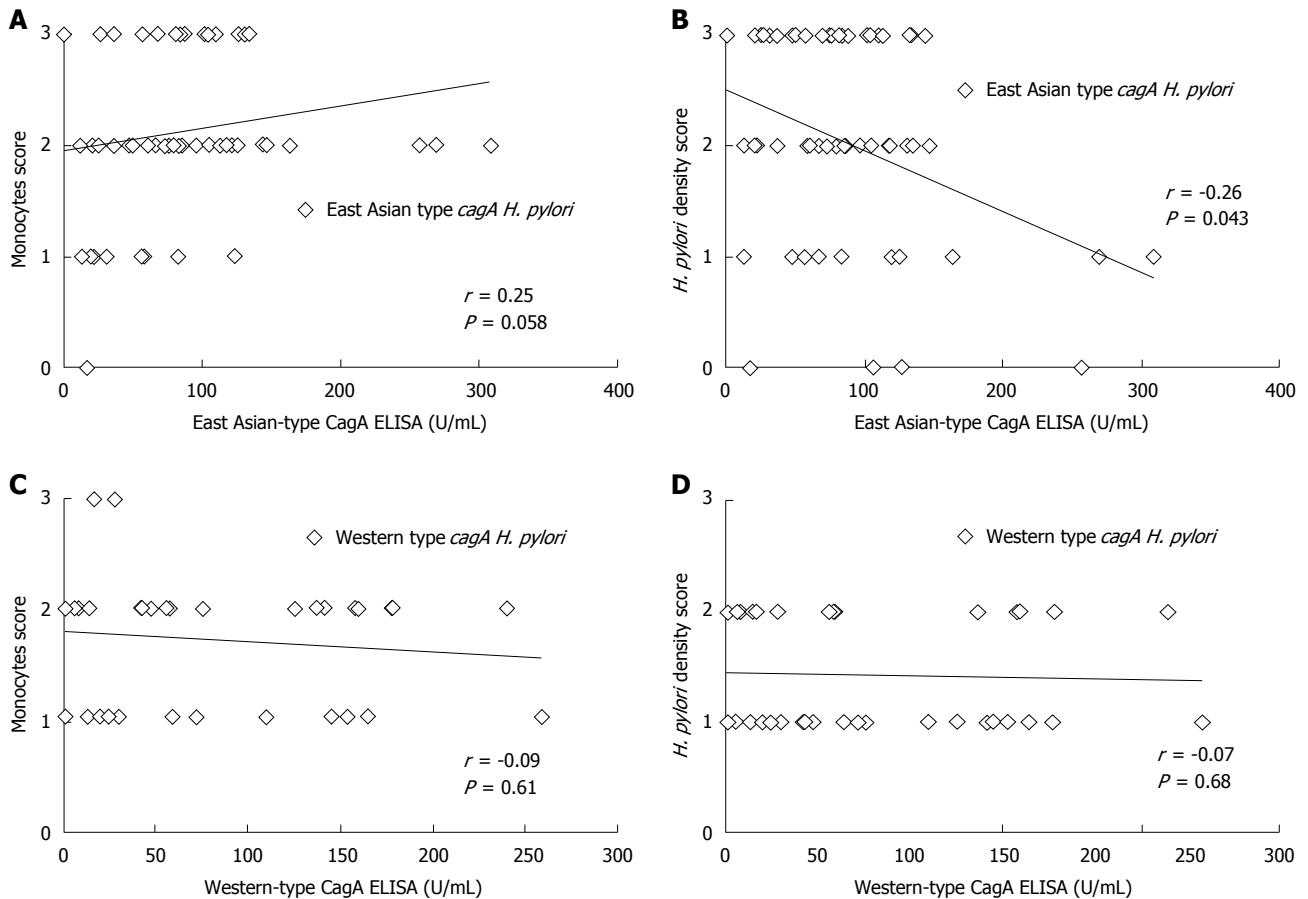 A
Monocytes score
3
2
1
0
East Asian type cagA H. pylori
r = 0.25
P = 0.058
0 100 200 300 400
East Asian-type CagA ELISA (U/mL)
B
H. pylori density score
3
2
1
0
East Asian type cagA H. pylori
r = -0.26
P = 0.043
0 100 200 300 400
East Asian-type CagA ELISA (U/mL)
C
Monocytes score
3
2
1
0
Western type cagA H. pylori
r = -0.09
P = 0.61
0 50 100 150 200 250 300
Western-type CagA ELISA (U/mL)
D
H. pylori density score
3
2
1
0
Western type cagA H. pylori
r = -0.07
P = 0.68
0 50 100 150 200 250 300
Western-type CagA ELISA (U/mL)